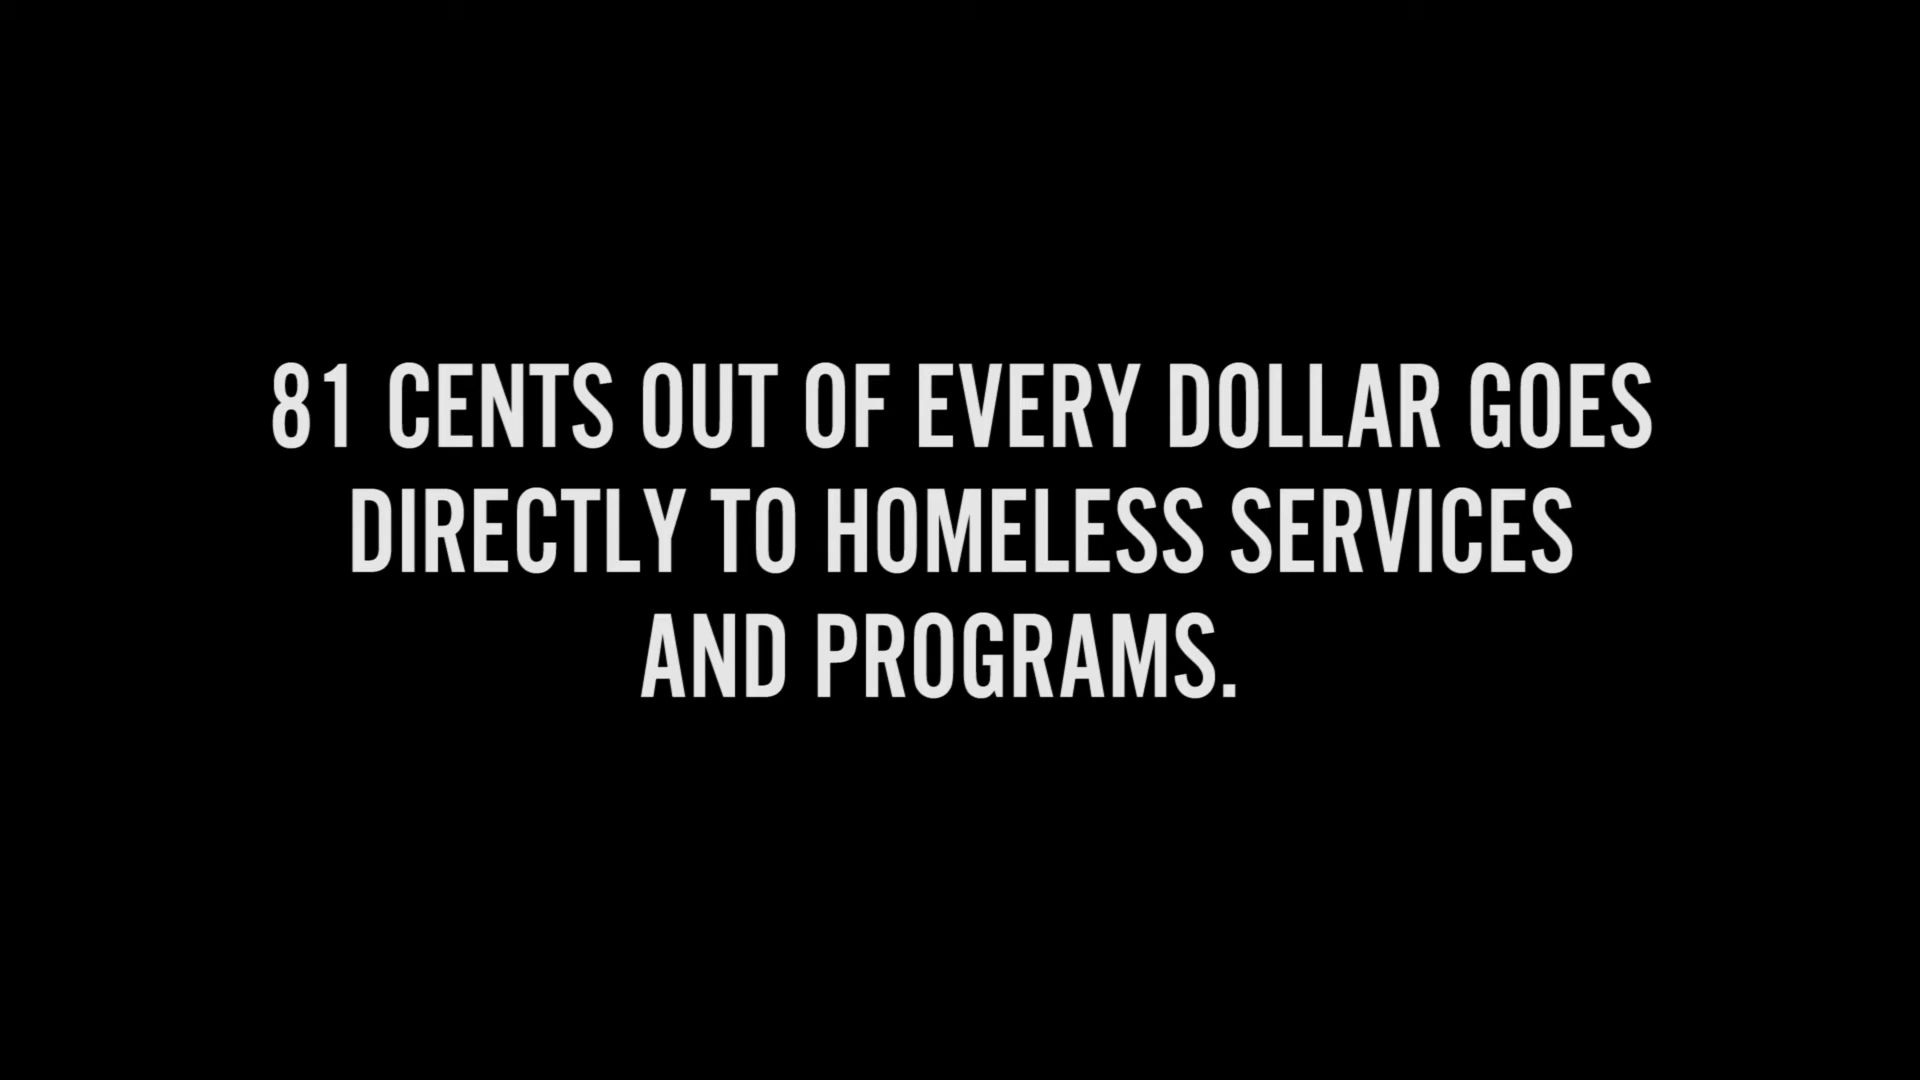 81 CENTS OUT OF EVERY DOLLAR GOES
DIRECTLY TO HOMELESS SERVICES
AND PROGRAMS.